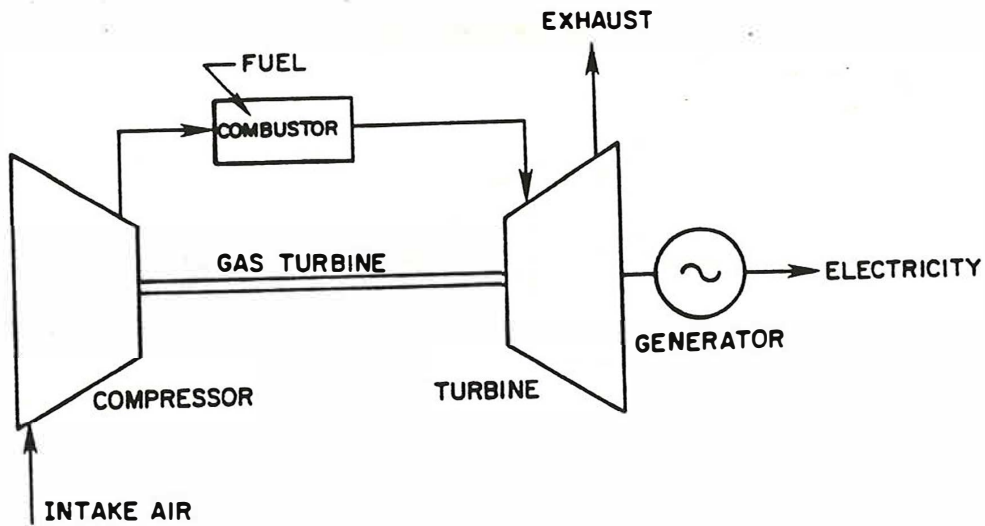 EXHAUST
FUEL
COMBUSTOR
GAS TURBINE
ELECTRICITY
GENERATOR
TURBINE
COMPRESSOR
INTAKE AIR